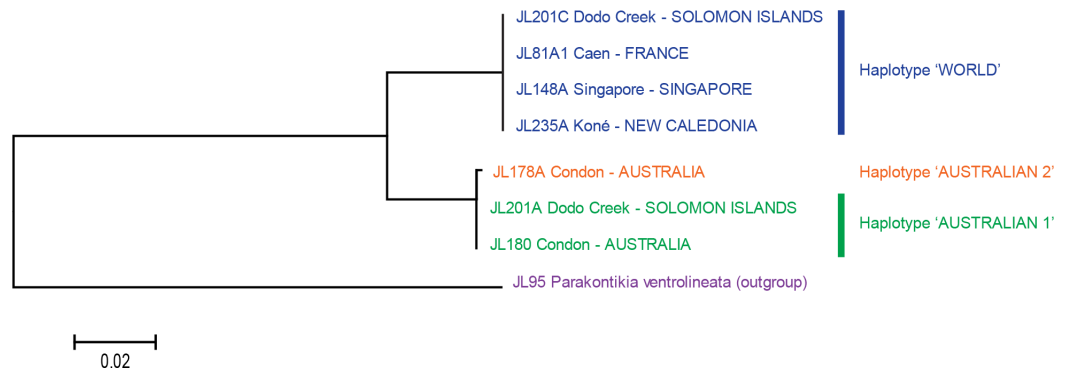 JL201C Dodo Creek - SOLOMON ISLANDS
JL81A1 Caen - FRANCE
Haplotype ‘WORLD’
JL148A Singapore - SINGAPORE
JL235A Koné - NEW CALEDONIA
JL178A Condon - AUSTRALIA
Haplotype ‘AUSTRALIAN 2’
JL201A Dodo Creek - SOLOMON ISLANDS
Haplotype ‘AUSTRALIAN 1’
JL180 Condon - AUSTRALIA
JL95 Parakontikia ventrolineata (outgroup)
0.02